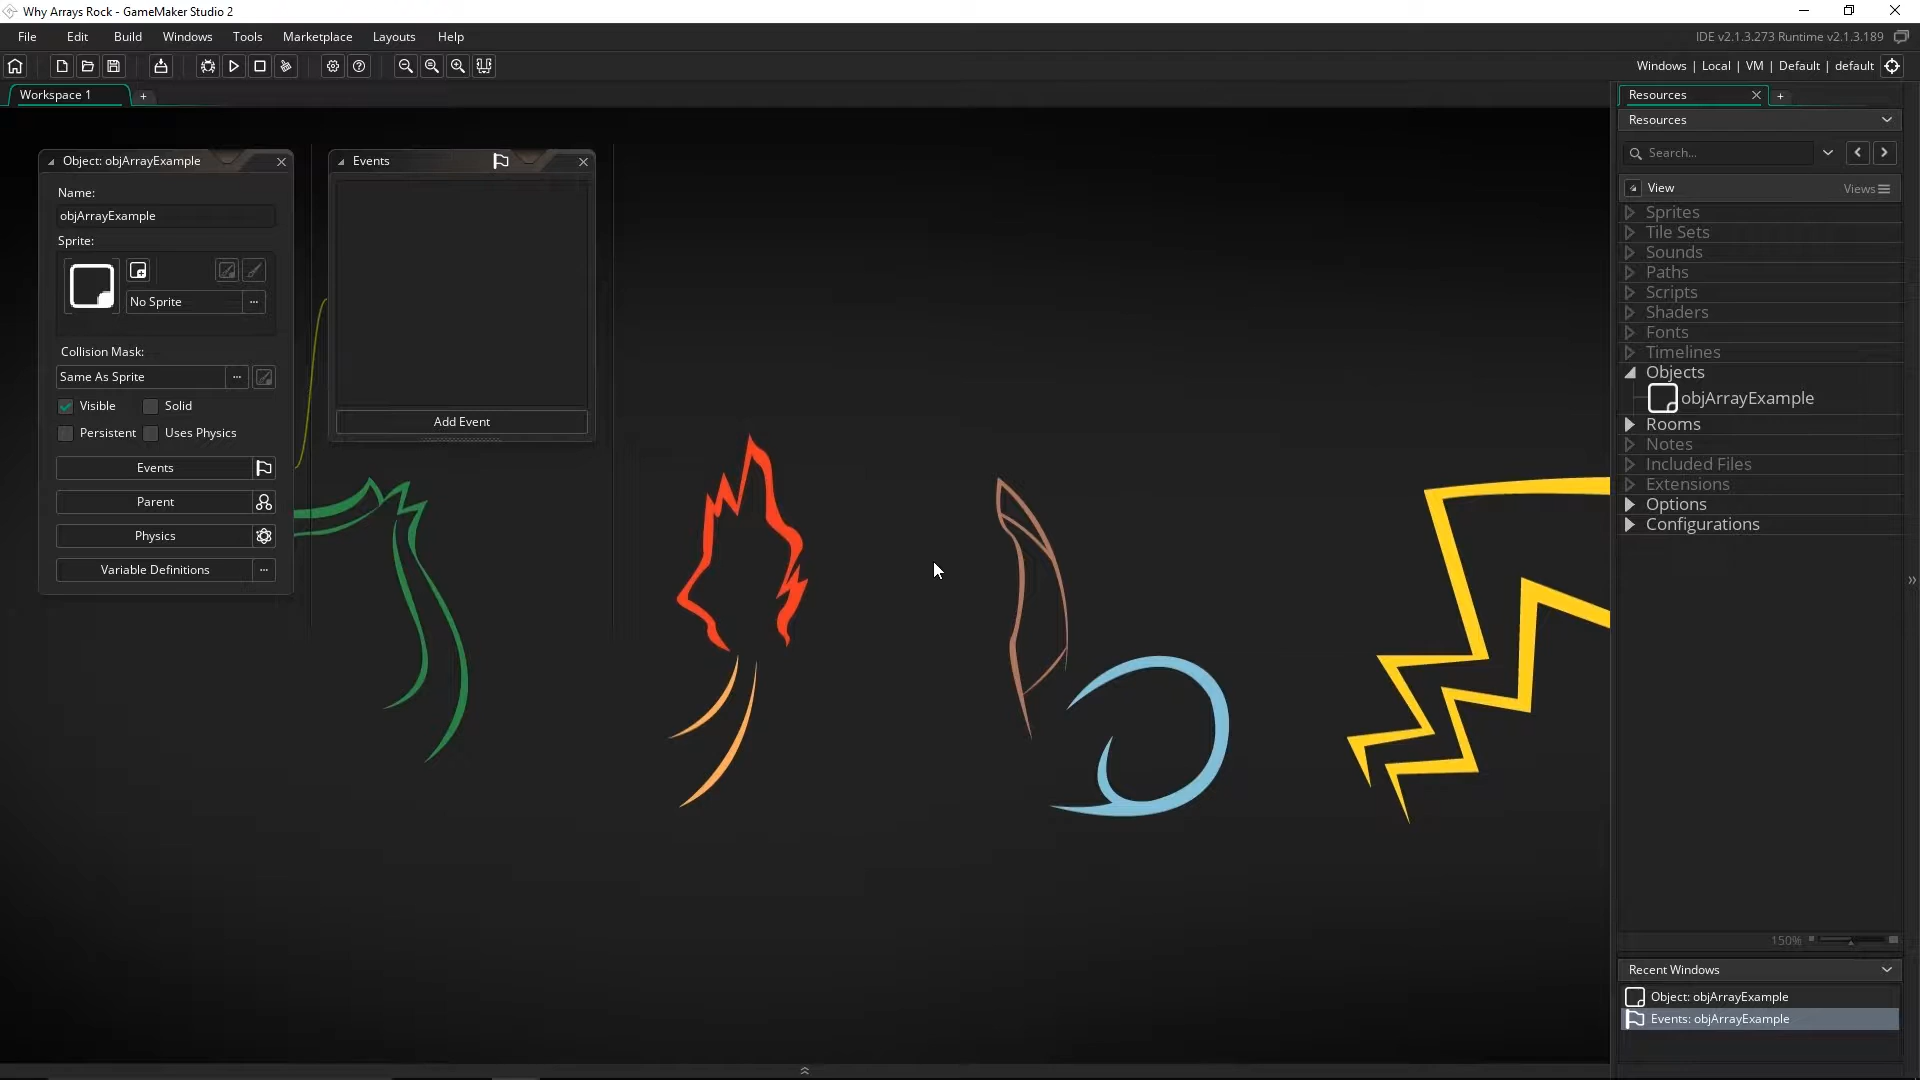 Why Arrays Rock - GameMaker Studio 2
File Edit Build Windows Tools Marketplace Layouts Help
IDE v2.1.3.273 Runtime v2.1.3.189
Windows | Local | VM | Default | default
Workspace 1
Object: objArrayExample
Name:
objArrayExample
Sprite:
No Sprite
Collision Mask:
Same As Sprite
Visible Solid
Persistent Uses Physics
Events
Parent
Physics
Variable Definitions
Events
Add Event
Resources
Resources
Search...
View Views
Sprites
Tile Sets
Sounds
Paths
Scripts
Shaders
Fonts
Timelines
Objects
objArrayExample
Rooms
Notes
Included Files
Extensions
Options
Configurations
150%
Recent Windows
Object: objArrayExample
Events: objArrayExample